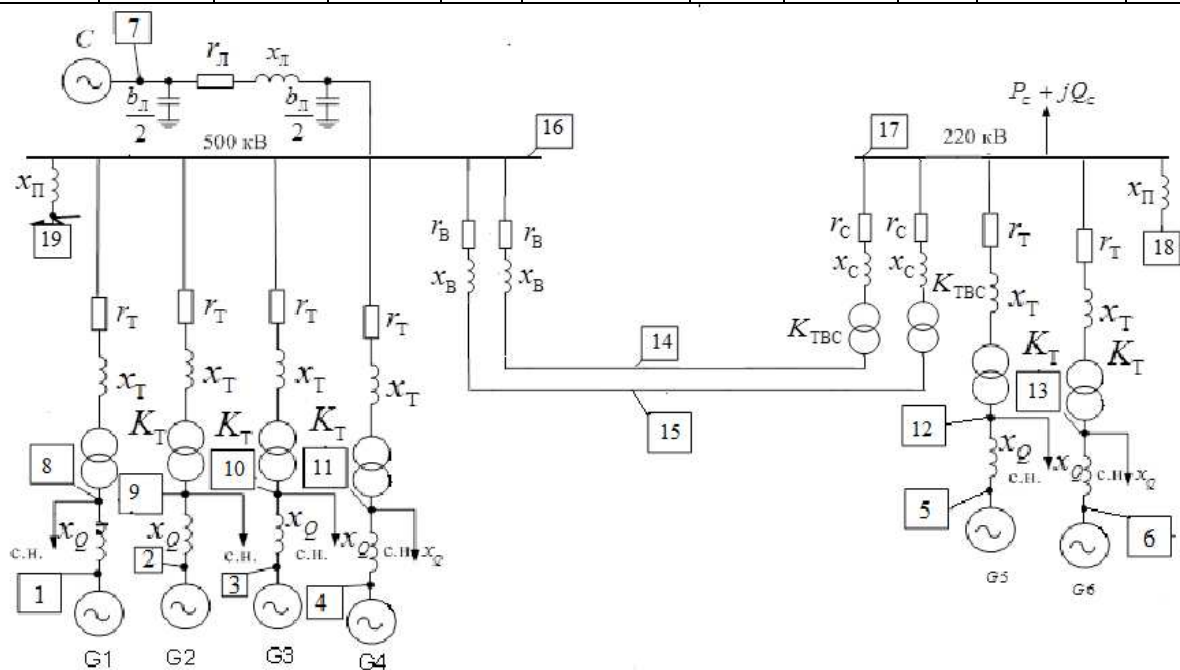 C
7
r_Л
x_Л
b_Л
2
b_Л
2
500 кВ
16
x_П
19
r_Т
r_Т
r_Т
r_Т
x_Т
x_Т
x_Т
x_Т
K_Т
K_Т
K_Т
8
9
10
11
x_Q
x_Q
x_Q
x_Q
с.н.
с.н.
с.н.
с.н
x_Q
1
2
3
4
G1
G2
G3
G4
r_В
r_В
x_В
x_В
14
15
P_с + jQ_с
17
220 кВ
r_С
r_С
x_С
x_С
K_ТВС
K_ТВС
r_Т
r_Т
x_Т
x_Т
K_Т
K_Т
x_П
18
12
13
x_Q
с.н.
x_Q
с.н
x_Q
5
6
G5
G6